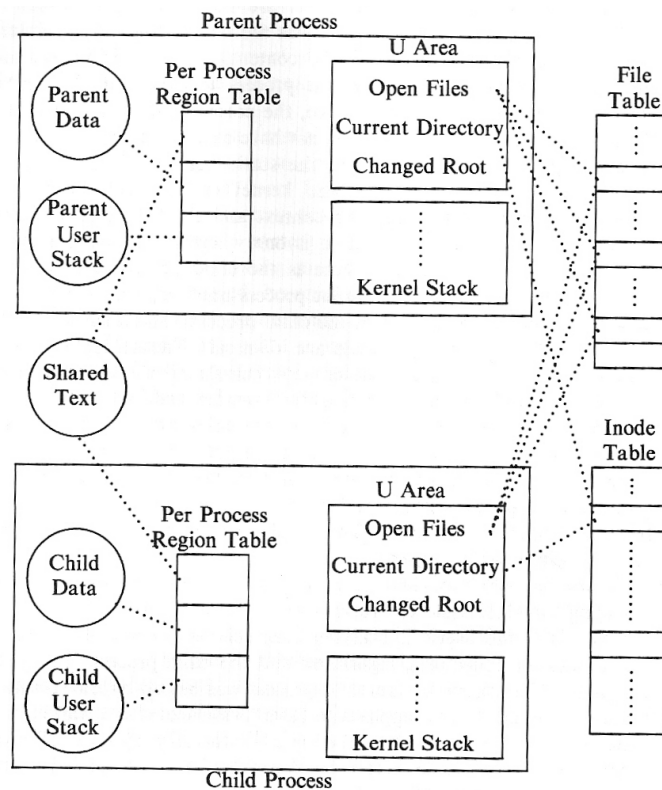 Parent Process
U Area
Per Process
Region Table
Parent
Data
Open Files
Current Directory
Changed Root
Parent
User
Stack
Kernel Stack
File
Table
Shared
Text
Inode
Table
U Area
Per Process
Region Table
Open Files
Current Directory
Changed Root
Child
Data
Child
User
Stack
Kernel Stack
Child Process